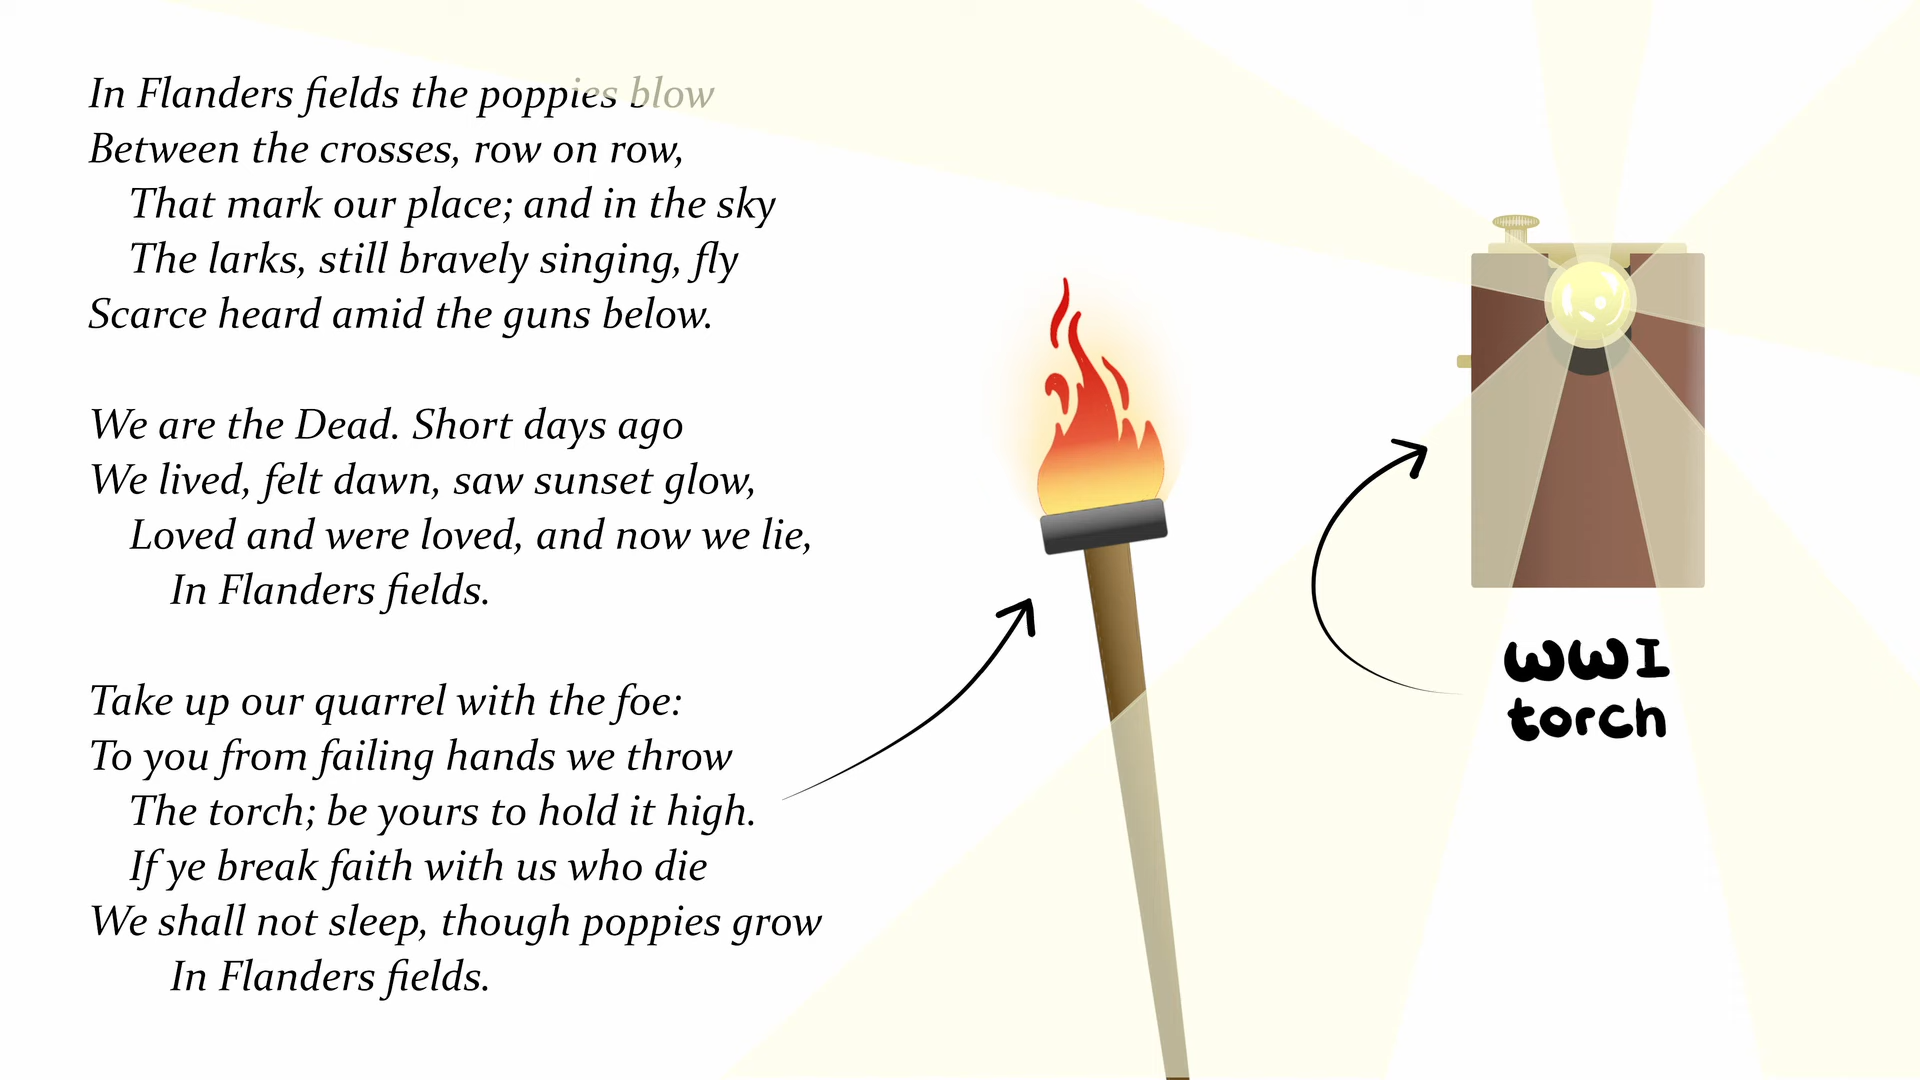 In Flanders fields the poppies blow
Between the crosses, row on row,
That mark our place; and in the sky
The larks, still bravely singing, fly
Scarce heard amid the guns below.
We are the Dead. Short days ago
We lived, felt dawn, saw sunset glow,
Loved and were loved, and now we lie,
In Flanders fields.
Take up our quarrel with the foe:
To you from failing hands we throw
The torch; be yours to hold it high.
If ye break faith with us who die
We shall not sleep, though poppies grow
In Flanders fields.
WWI
torch